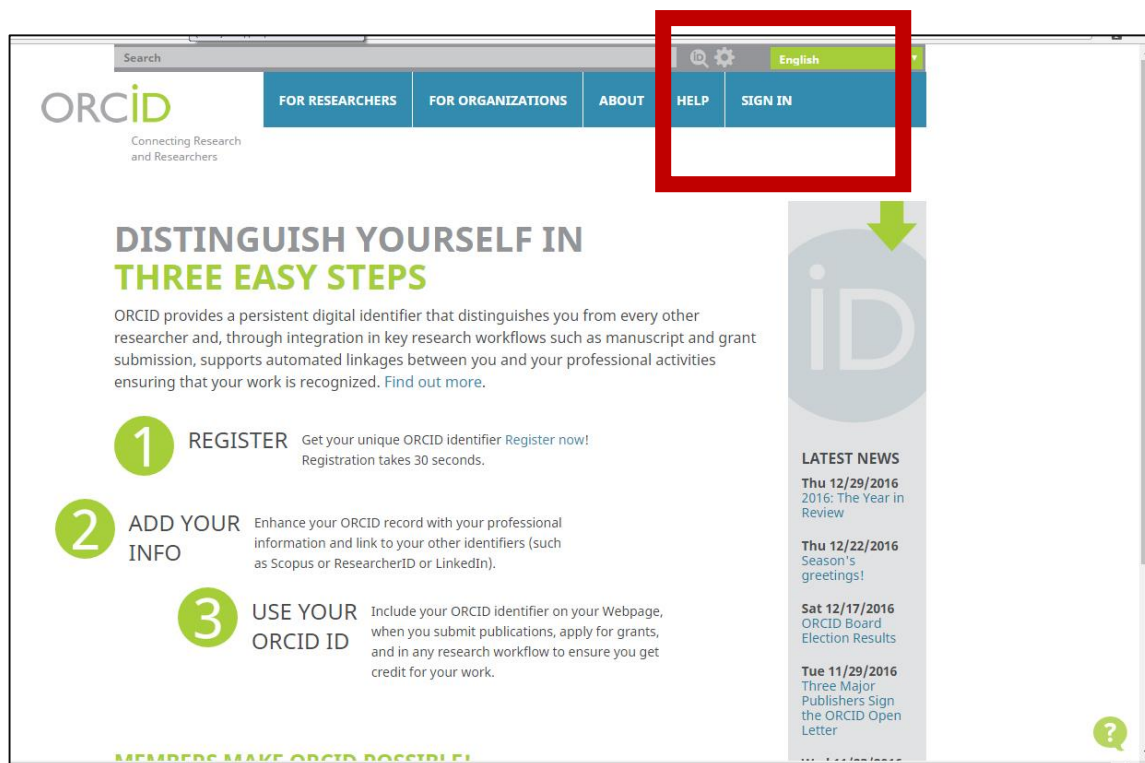 Search
English
ORCiD
FOR RESEARCHERS
FOR ORGANIZATIONS
ABOUT
HELP
SIGN IN
Connecting Research
and Researchers
DISTINGUISH YOURSELF IN
THREE EASY STEPS
ORCID provides a persistent digital identifier that distinguishes you from every other
researcher and, through integration in key research workflows such as manuscript and grant
submission, supports automated linkages between you and your professional activities
ensuring that your work is recognized. Find out more.
1
REGISTER
Get your unique ORCID identifier Register now!
Registration takes 30 seconds.
2
ADD YOUR
INFO
Enhance your ORCID record with your professional
information and link to your other identifiers (such
as Scopus or ResearcherID or LinkedIn).
3
USE YOUR
ORCID ID
Include your ORCID identifier on your Webpage,
when you submit publications, apply for grants,
and in any research workflow to ensure you get
credit for your work.
MEMBERS MAKE ORCID POSSIBLE!
iD
LATEST NEWS
Thu 12/29/2016
2016: The Year in
Review
Thu 12/22/2016
Season's
greetings!
Sat 12/17/2016
ORCID Board
Election Results
Tue 11/29/2016
Three Major
Publishers Sign
the ORCID Open
Letter
?